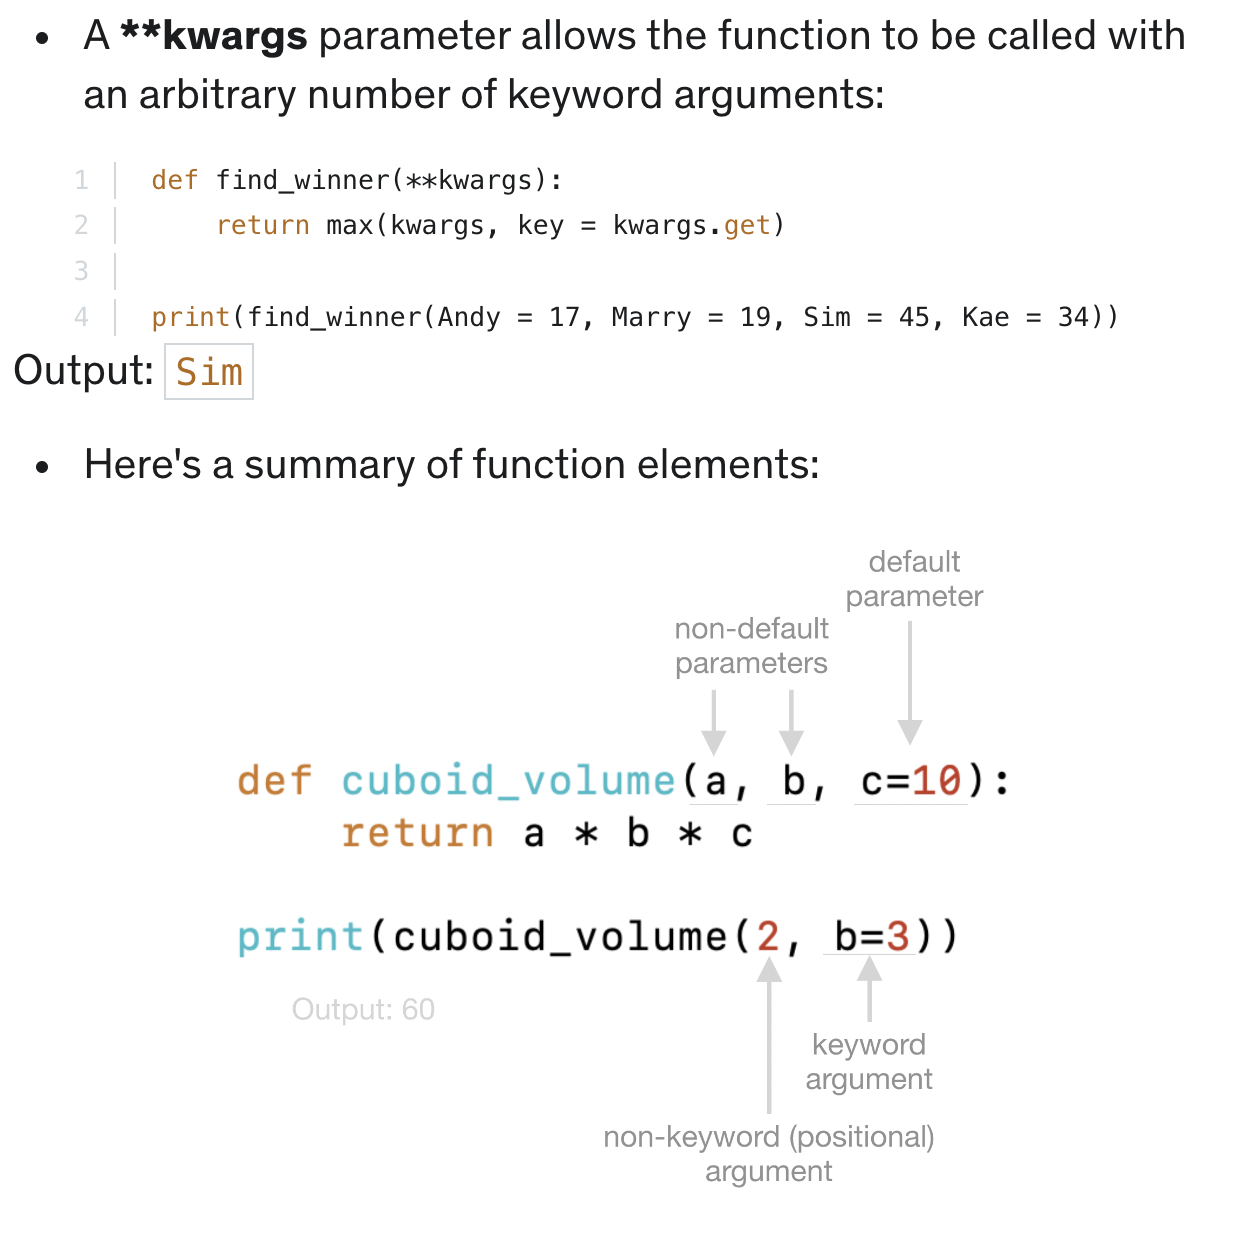 • A **kwargs parameter allows the function to be called with
an arbitrary number of keyword arguments:
1 def find_winner(**kwargs):
2     return max(kwargs, key = kwargs.get)
3
4 print(find_winner(Andy = 17, Marry = 19, Sim = 45, Kae = 34))
Output: Sim
• Here's a summary of function elements:
default
parameter
non-default
parameters
def cuboid_volume(a, b, c=10):
    return a * b * c
print(cuboid_volume(2, b=3))
Output: 60
keyword
argument
non-keyword (positional)
argument